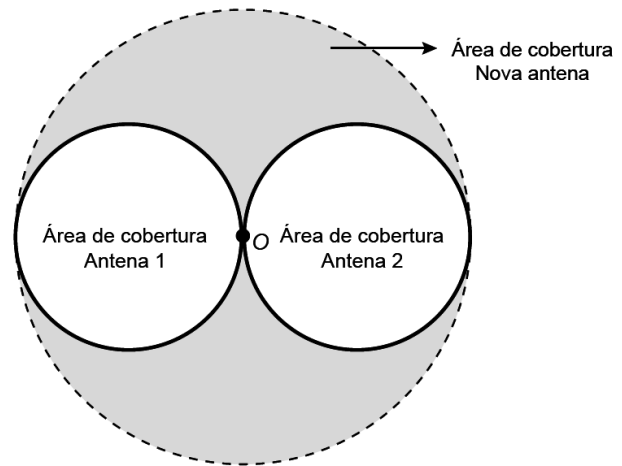 Área de cobertura
Nova antena
Área de cobertura
Antena 1
O
Área de cobertura
Antena 2